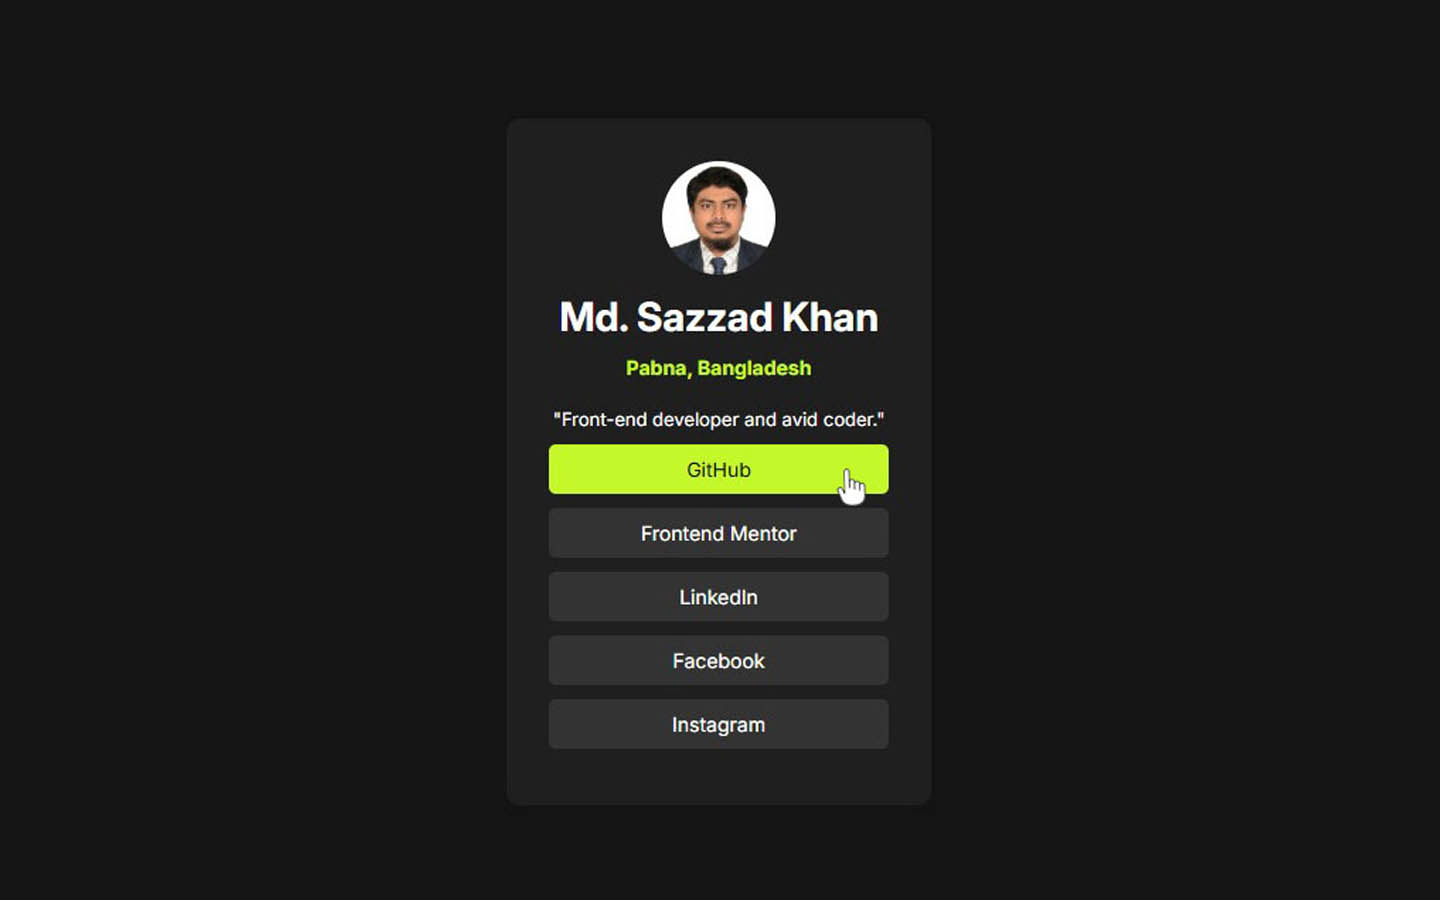 Md. Sazzad Khan
Pabna, Bangladesh
"Front-end developer and avid coder."
GitHub
Frontend Mentor
LinkedIn
Facebook
Instagram